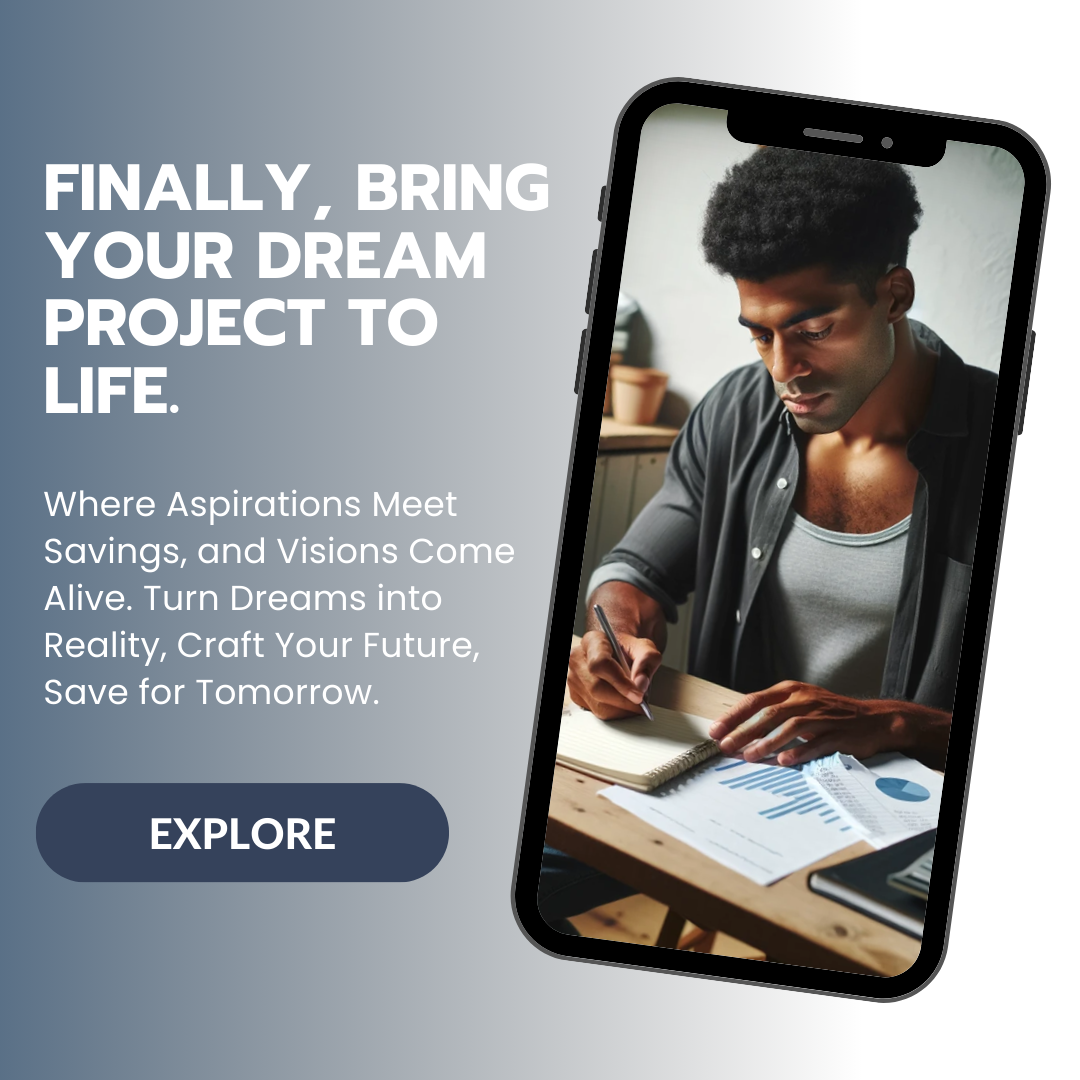 FINALLY, BRING
YOUR DREAM
PROJECT TO
LIFE.
Where Aspirations Meet
Savings, and Visions Come
Alive. Turn Dreams into
Reality, Craft Your Future,
Save for Tomorrow.
EXPLORE